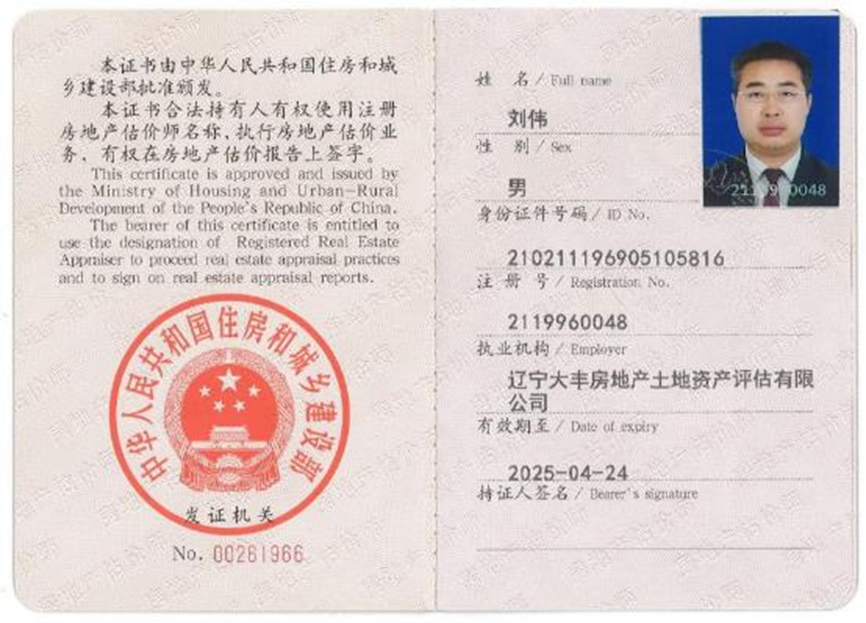 本证书由中华人民共和国住房和城
乡建设部批准颁发。
本证书合法持有人有权使用注册
房地产估价师名称，执行房地产估价业
务，有权在房地产估价报告上签字。
This certificate is approved and issued by
the Ministry of Housing and Urban-Rural
Development of the People's Republic of China.
The bearer of this certificate is entitled to
use the designation of Registered Real Estate
Appraiser to proceed real estate appraisal practices
and to sign on real estate appraisal reports.
中华人民共和国住房和城乡建设部
发证机关
No. 00261966
姓 名 / Full name
刘伟
性 别 / Sex
男
身份证件号码 / ID No.
210211196905105816
注 册 号 / Registration No.
2119960048
执业机构 / Employer
辽宁大丰房地产土地资产评估有限
公司
有效期至 / Date of expiry
2025-04-24
持证人签名 / Bearer's signature
2119960048